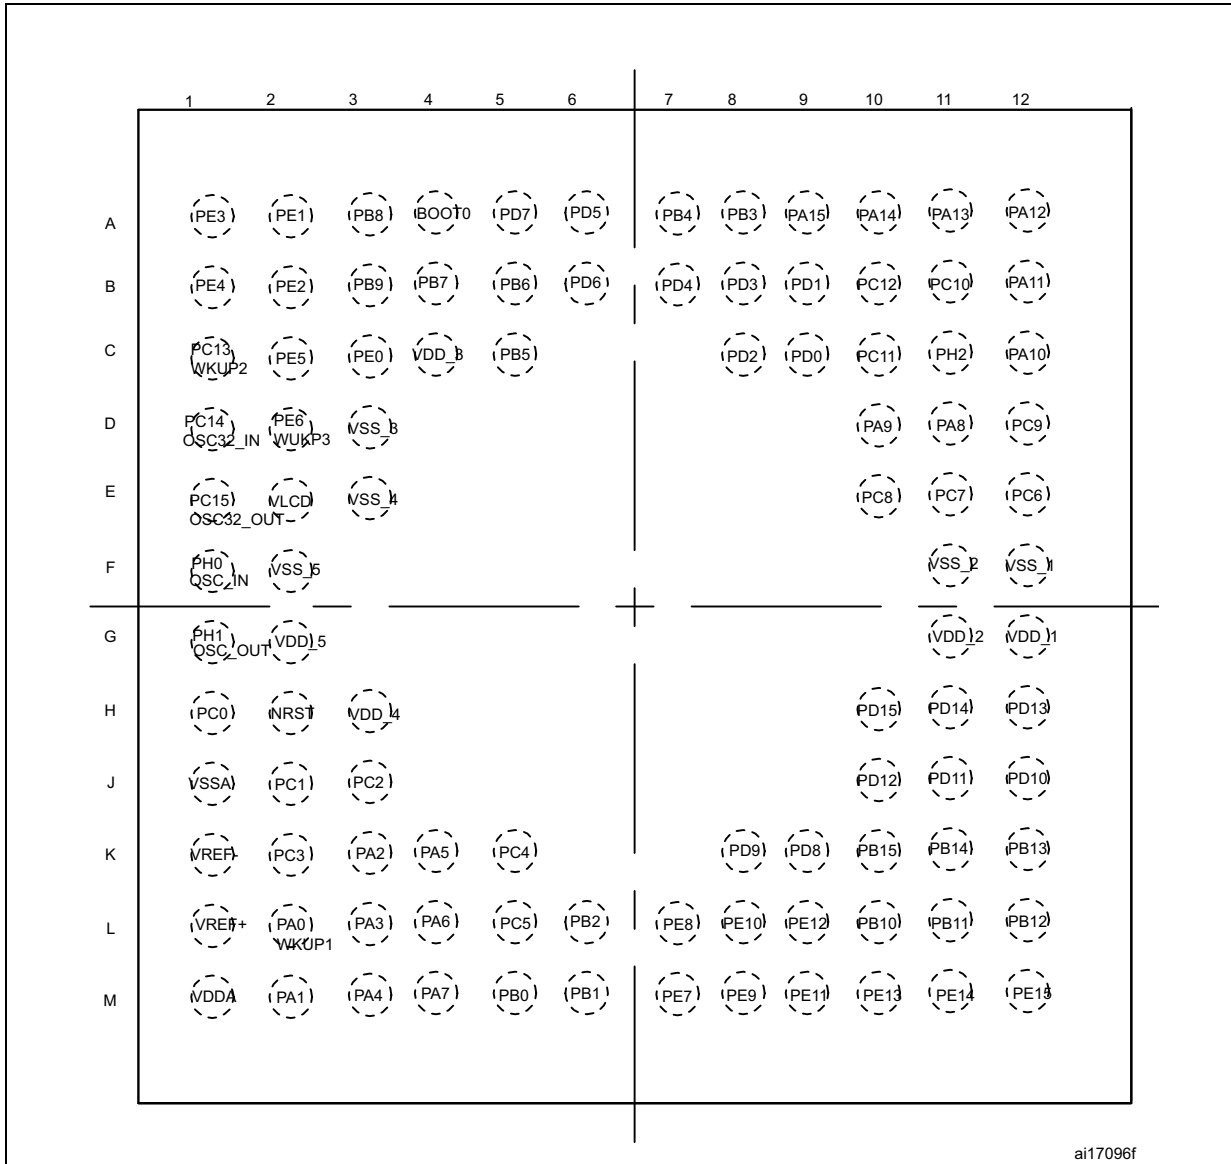 1 2 3 4 5 6 7 8 9 10 11 12
A PE3 PE1 PB8 BOOT0 PD7 PD5 PB4 PB3 PA15 PA14 PA13 PA12
B PE4 PE2 PB9 PB7 PB6 PD6 PD4 PD3 PD1 PC12 PC10 PA11
C PC13 PE5 PE0 VDD_3 PB5 PD2 PD0 PC11 PH2 PA10
WKUP2
D PC14 PE6 VSS_3 PA9 PA8 PC9
OSC32_IN WUKP3
E PC15 VLCD VSS_4 PC8 PC7 PC6
OSC32_OUT
F PH0 VSS_5 VSS_2 VSS_1
OSC_IN
G PH1 VDD_5 VDD_2 VDD_1
OSC_OUT
H PC0 NRST VDD_4 PD15 PD14 PD13
J VSSA PC1 PC2 PD12 PD11 PD10
K VREF- PC3 PA2 PA5 PC4 PD9 PD8 PB15 PB14 PB13
L VREF+ PA0 PA3 PA6 PC5 PB2 PE8 PE10 PE12 PB10 PB11 PB12
WKUP1
M VDDA PA1 PA4 PA7 PB0 PB1 PE7 PE9 PE11 PE13 PE14 PE15
ai17096f